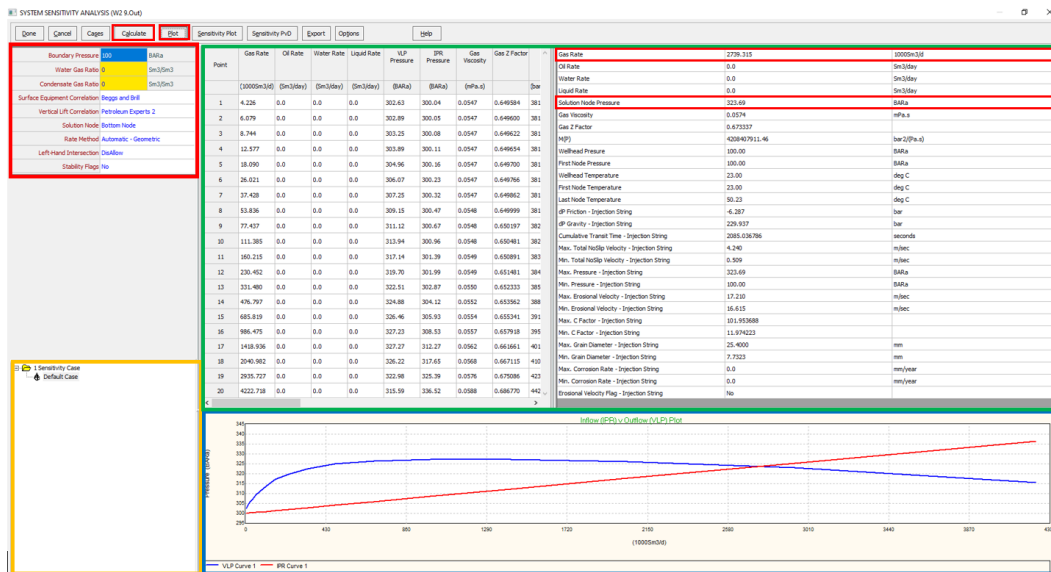 SYSTEM SENSITIVITY ANALYSIS (W2 9.Out)
Done Cancel Cases Calculate Plot Sensitivity Plot Sensitivity PvD Export Options Help
Boundary Pressure 100 BARa
Water Gas Ratio 0 Sm3/Sm3
Condensate Gas Ratio 0 Sm3/Sm3
Surface Equipment Correlation Beggs and Brill
Vertical Lift Correlation Petroleum Experts 2
Solution Node Bottom Node
Rate Method Automatic - Geometric
Left-Hand Intersection DisAllow
Stability Flags No
1 Sensitivity Case
Default Case
Point Gas Rate Oil Rate Water Rate Liquid Rate VLP Pressure IPR Pressure Gas Viscosity Gas Z Factor
(1000Sm3/d) (Sm3/day) (Sm3/day) (Sm3/day) (BARa) (BARa) (mPa.s) (bar
1 4.226 0.0 0.0 0.0 302.63 300.04 0.0547 0.649584 381
2 6.079 0.0 0.0 0.0 302.89 300.05 0.0547 0.649600 381
3 8.744 0.0 0.0 0.0 303.25 300.08 0.0547 0.649622 381
4 12.577 0.0 0.0 0.0 303.89 300.11 0.0547 0.649654 381
5 18.090 0.0 0.0 0.0 304.96 300.16 0.0547 0.649700 381
6 26.021 0.0 0.0 0.0 306.07 300.23 0.0547 0.649766 381
7 37.428 0.0 0.0 0.0 307.25 300.32 0.0547 0.649862 381
8 53.836 0.0 0.0 0.0 309.15 300.47 0.0548 0.649999 381
9 77.437 0.0 0.0 0.0 311.12 300.67 0.0548 0.650197 382
10 111.385 0.0 0.0 0.0 313.94 300.96 0.0548 0.650481 382
11 160.215 0.0 0.0 0.0 317.14 301.39 0.0549 0.650891 383
12 230.452 0.0 0.0 0.0 319.70 301.99 0.0549 0.651481 384
13 331.480 0.0 0.0 0.0 322.51 302.87 0.0550 0.652333 385
14 476.797 0.0 0.0 0.0 324.88 304.12 0.0552 0.653562 388
15 685.819 0.0 0.0 0.0 326.46 305.93 0.0554 0.655341 391
16 986.475 0.0 0.0 0.0 327.23 308.53 0.0557 0.657918 395
17 1418.936 0.0 0.0 0.0 327.27 312.27 0.0562 0.661661 401
18 2040.982 0.0 0.0 0.0 326.22 317.65 0.0568 0.667115 410
19 2935.727 0.0 0.0 0.0 322.98 325.39 0.0576 0.675086 423
20 4222.718 0.0 0.0 0.0 315.59 336.52 0.0588 0.686770 442
Gas Rate 2739.315 1000Sm3/d
Oil Rate 0.0 Sm3/day
Water Rate 0.0 Sm3/day
Liquid Rate 0.0 Sm3/day
Solution Node Pressure 323.69 BARa
Gas Viscosity 0.0574 mPa.s
Gas Z Factor 0.673337
M(P) 4208407911.46 bar2/(Pa.s)
Wellhead Presure 100.00 BARa
First Node Pressure 100.00 BARa
Wellhead Temperature 23.00 deg C
First Node Temperature 23.00 deg C
Last Node Temperature 50.23 deg C
dP Friction - Injection String -6.287 bar
dP Gravity - Injection String 229.937 bar
Cumulative Transit Time - Injection String 2085.036786 seconds
Max. Total NoSlip Velocity - Injection String 4.240 m/sec
Min. Total NoSlip Velocity - Injection String 0.509 m/sec
Max. Pressure - Injection String 323.69 BARa
Min. Pressure - Injection String 100.00 BARa
Max. Erosional Velocity - Injection String 17.210 m/sec
Min. Erosional Velocity - Injection String 16.615 m/sec
Max. C Factor - Injection String 101.953688
Min. C Factor - Injection String 11.974223
Max. Grain Diameter - Injection String 25.4000 mm
Min. Grain Diameter - Injection String 7.7323 mm
Max. Corrosion Rate - Injection String 0.0 mm/year
Min. Corrosion Rate - Injection String 0.0 mm/year
Erosional Velocity Flag - Injection String No
Inflow (IPR) v Outflow (VLP) Plot
Pressure (BARa)
345
340
335
330
325
320
315
310
305
300
295
0 430 860 1290 1720 2150 2580 3010 3440 3870
(1000Sm3/d)
VLP Curve 1 IPR Curve 1